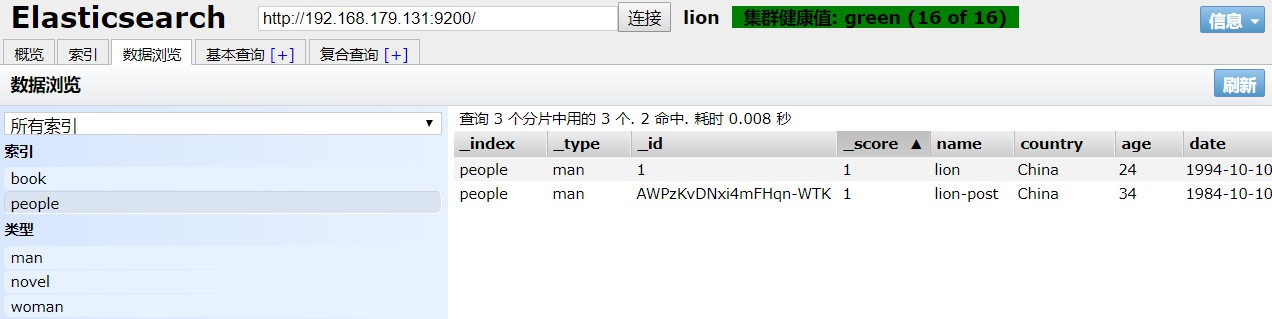 Elasticsearch http://192.168.179.131:9200/ 连接 lion 集群健康值: green (16 of 16) 信息
概览 索引 数据浏览 基本查询 [+] 复合查询 [+]
数据浏览 刷新
所有索引
索引
book
people
类型
man
novel
woman
查询 3 个分片中用的 3 个. 2 命中. 耗时 0.008 秒
_index _type _id _score ▲ name country age date
people man 1 1 lion China 24 1994-10-10
people man AWPzKvDNxi4mFHqn-WTK 1 lion-post China 34 1984-10-10